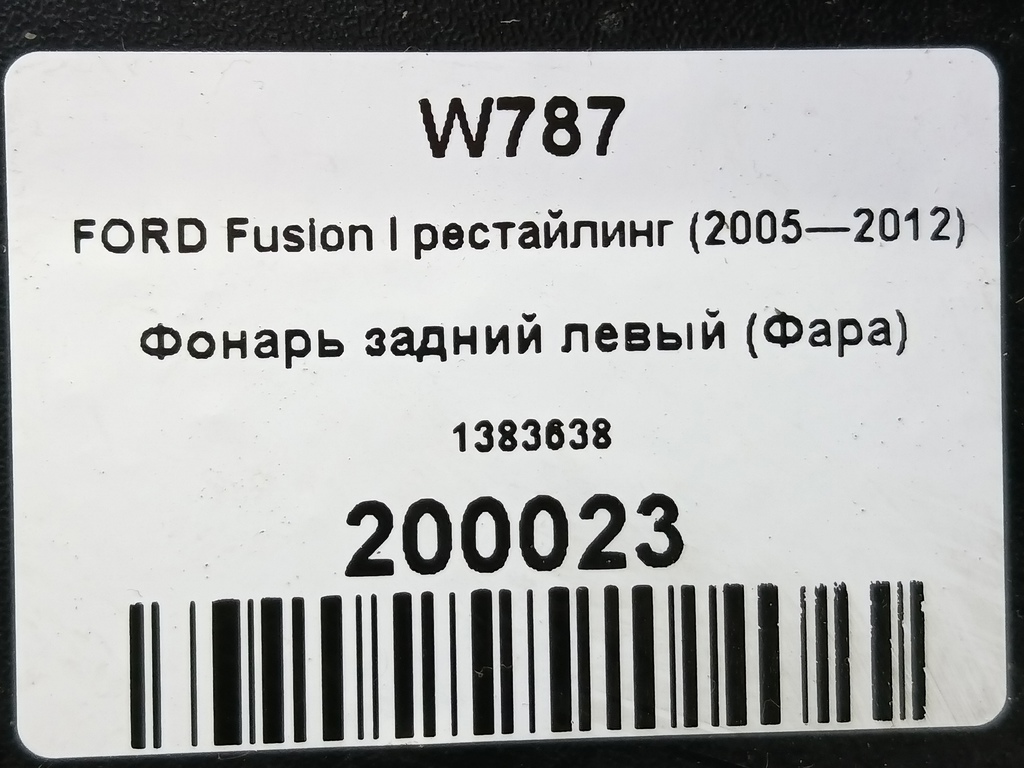 W787
FORD Fusion I рестайлинг (2005—2012)
Фонарь задний левый (Фара)
1383638
200023